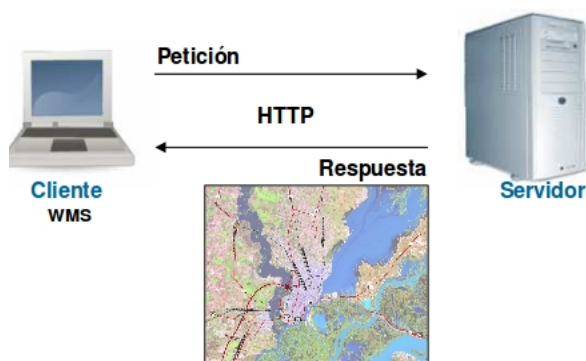 Petición
HTTP
Respuesta
Cliente
WMS
Servidor